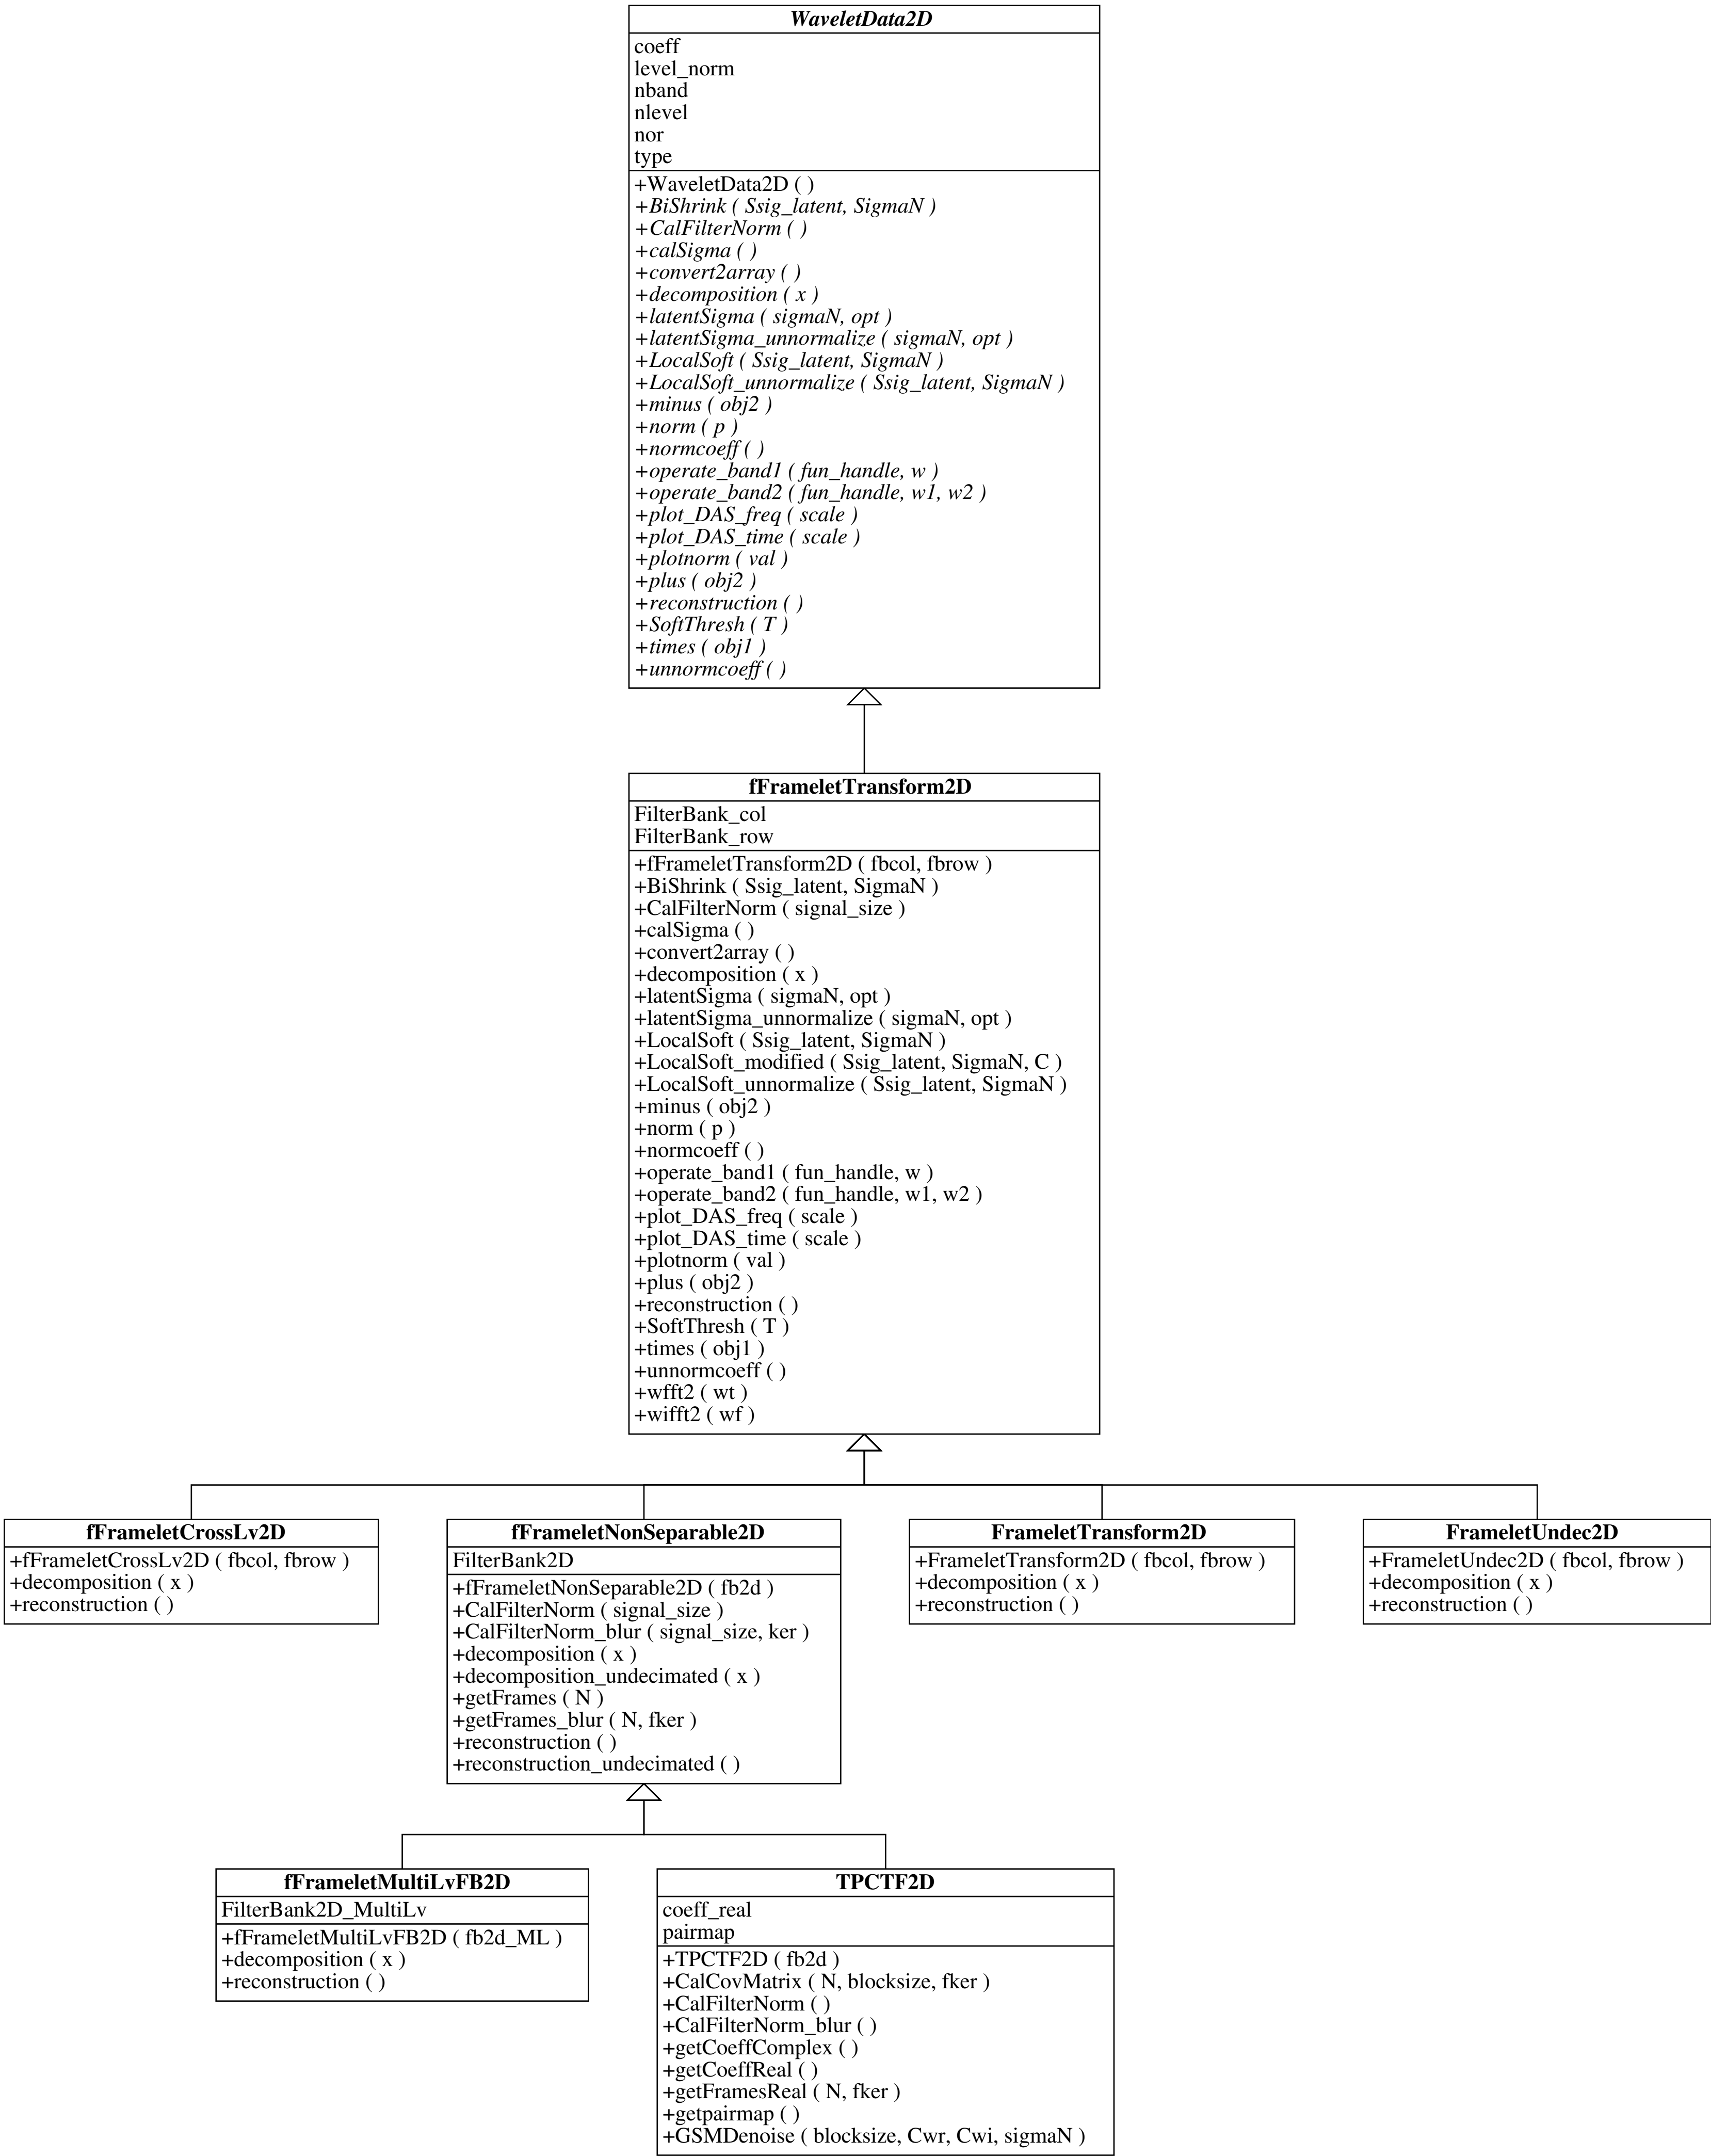 WaveletData2D
coeff
level_norm
nband
nlevel
nor
type
+WaveletData2D ( )
+BiShrink ( Ssig_latent, SigmaN )
+CalFilterNorm ( )
+calSigma ( )
+convert2array ( )
+decomposition ( x )
+latentSigma ( sigmaN, opt )
+latentSigma_unnormalize ( sigmaN, opt )
+LocalSoft ( Ssig_latent, SigmaN )
+LocalSoft_unnormalize ( Ssig_latent, SigmaN )
+minus ( obj2 )
+norm ( p )
+normcoeff ( )
+operate_band1 ( fun_handle, w )
+operate_band2 ( fun_handle, w1, w2 )
+plot_DAS_freq ( scale )
+plot_DAS_time ( scale )
+plotnorm ( val )
+plus ( obj2 )
+reconstruction ( )
+SoftThresh ( T )
+times ( obj1 )
+unnormcoeff ( )
fFrameletTransform2D
FilterBank_col
FilterBank_row
+fFrameletTransform2D ( fbcol, fbrow )
+BiShrink ( Ssig_latent, SigmaN )
+CalFilterNorm ( signal_size )
+calSigma ( )
+convert2array ( )
+decomposition ( x )
+latentSigma ( sigmaN, opt )
+latentSigma_unnormalize ( sigmaN, opt )
+LocalSoft ( Ssig_latent, SigmaN )
+LocalSoft_modified ( Ssig_latent, SigmaN, C )
+LocalSoft_unnormalize ( Ssig_latent, SigmaN )
+minus ( obj2 )
+norm ( p )
+normcoeff ( )
+operate_band1 ( fun_handle, w )
+operate_band2 ( fun_handle, w1, w2 )
+plot_DAS_freq ( scale )
+plot_DAS_time ( scale )
+plotnorm ( val )
+plus ( obj2 )
+reconstruction ( )
+SoftThresh ( T )
+times ( obj1 )
+unnormcoeff ( )
+wfft2 ( wt )
+wifft2 ( wf )
fFrameletCrossLv2D
+fFrameletCrossLv2D ( fbcol, fbrow )
+decomposition ( x )
+reconstruction ( )
fFrameletNonSeparable2D
FilterBank2D
+fFrameletNonSeparable2D ( fb2d )
+CalFilterNorm ( signal_size )
+CalFilterNorm_blur ( signal_size, ker )
+decomposition ( x )
+decomposition_undecimated ( x )
+getFrames ( N )
+getFrames_blur ( N, fker )
+reconstruction ( )
+reconstruction_undecimated ( )
FrameletTransform2D
+FrameletTransform2D ( fbcol, fbrow )
+decomposition ( x )
+reconstruction ( )
FrameletUndec2D
+FrameletUndec2D ( fbcol, fbrow )
+decomposition ( x )
+reconstruction ( )
fFrameletMultiLvFB2D
FilterBank2D_MultiLv
+fFrameletMultiLvFB2D ( fb2d_ML )
+decomposition ( x )
+reconstruction ( )
TPCTF2D
coeff_real
pairmap
+TPCTF2D ( fb2d )
+CalCovMatrix ( N, blocksize, fker )
+CalFilterNorm ( )
+CalFilterNorm_blur ( )
+getCoeffComplex ( )
+getCoeffReal ( )
+getFramesReal ( N, fker )
+getpairmap ( )
+GSMDenoise ( blocksize, Cwr, Cwi, sigmaN )